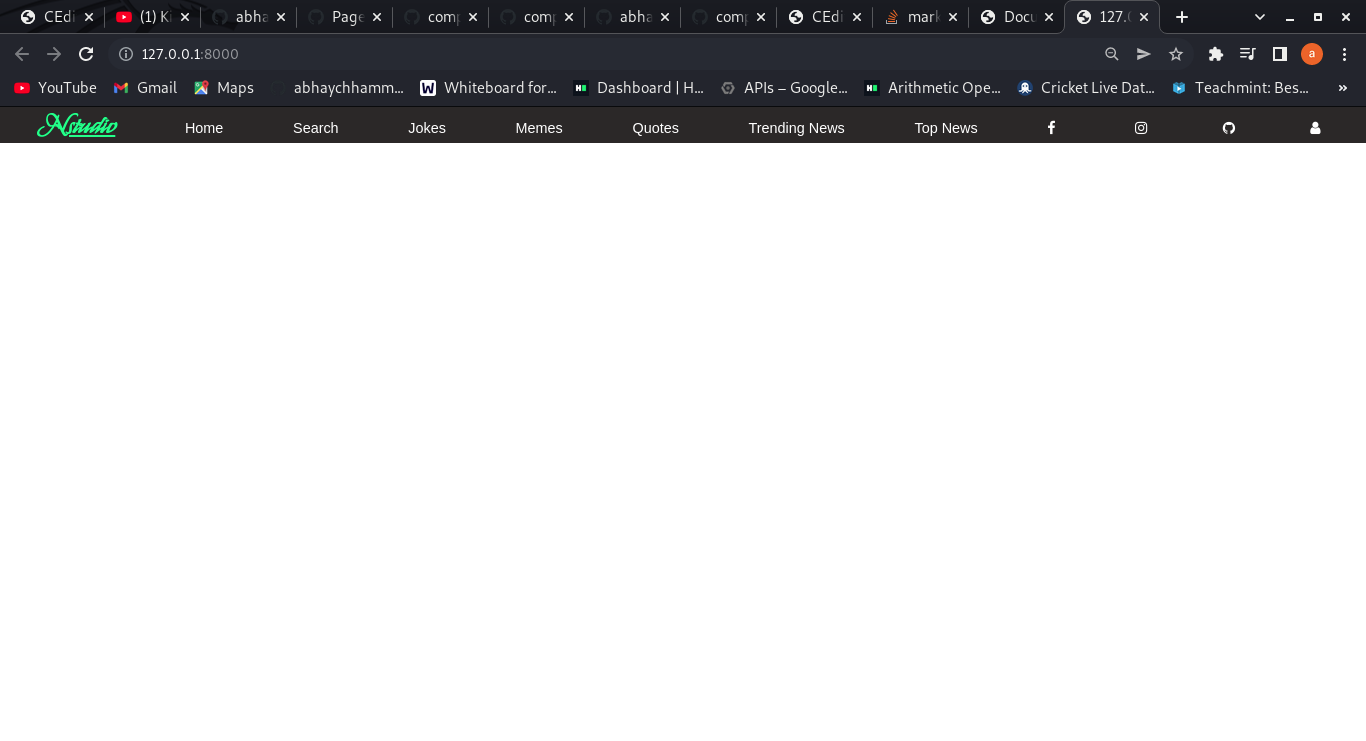 CEdi (1) Ki abha Page comp comp abha comp CEdi mark Docu 127.0
127.0.0.1:8000 a
YouTube Gmail Maps abhaychhamm... W Whiteboard for... H Dashboard | H... APIs – Google... H Arithmetic Ope... Cricket Live Dat... Teachmint: Bes... »
Nstudio Home Search Jokes Memes Quotes Trending News Top News